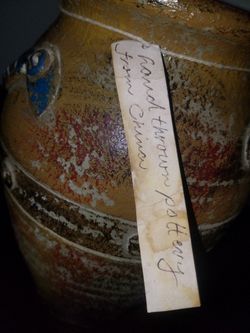 hand thrown pottery
from China